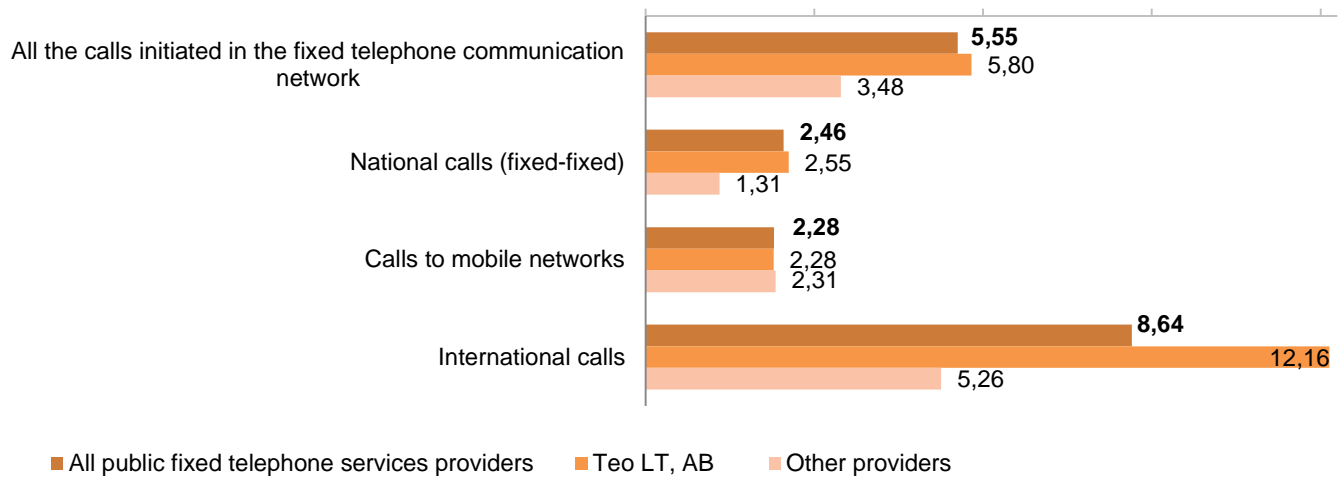 All the calls initiated in the fixed telephone communication
network
5,55
5,80
3,48
National calls (fixed-fixed)
2,46
2,55
1,31
Calls to mobile networks
2,28
2,28
2,31
International calls
8,64
12,16
5,26
All public fixed telephone services providers Teo LT, AB Other providers